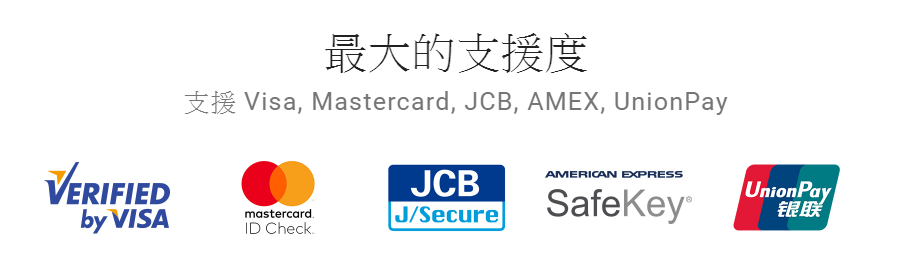 最大的支援度
支援 Visa, Mastercard, JCB, AMEX, UnionPay
VERIFIED
by VISA
mastercard.
ID Check.
JCB
J/Secure
AMERICAN EXPRESS
SafeKey®
UnionPay
银联